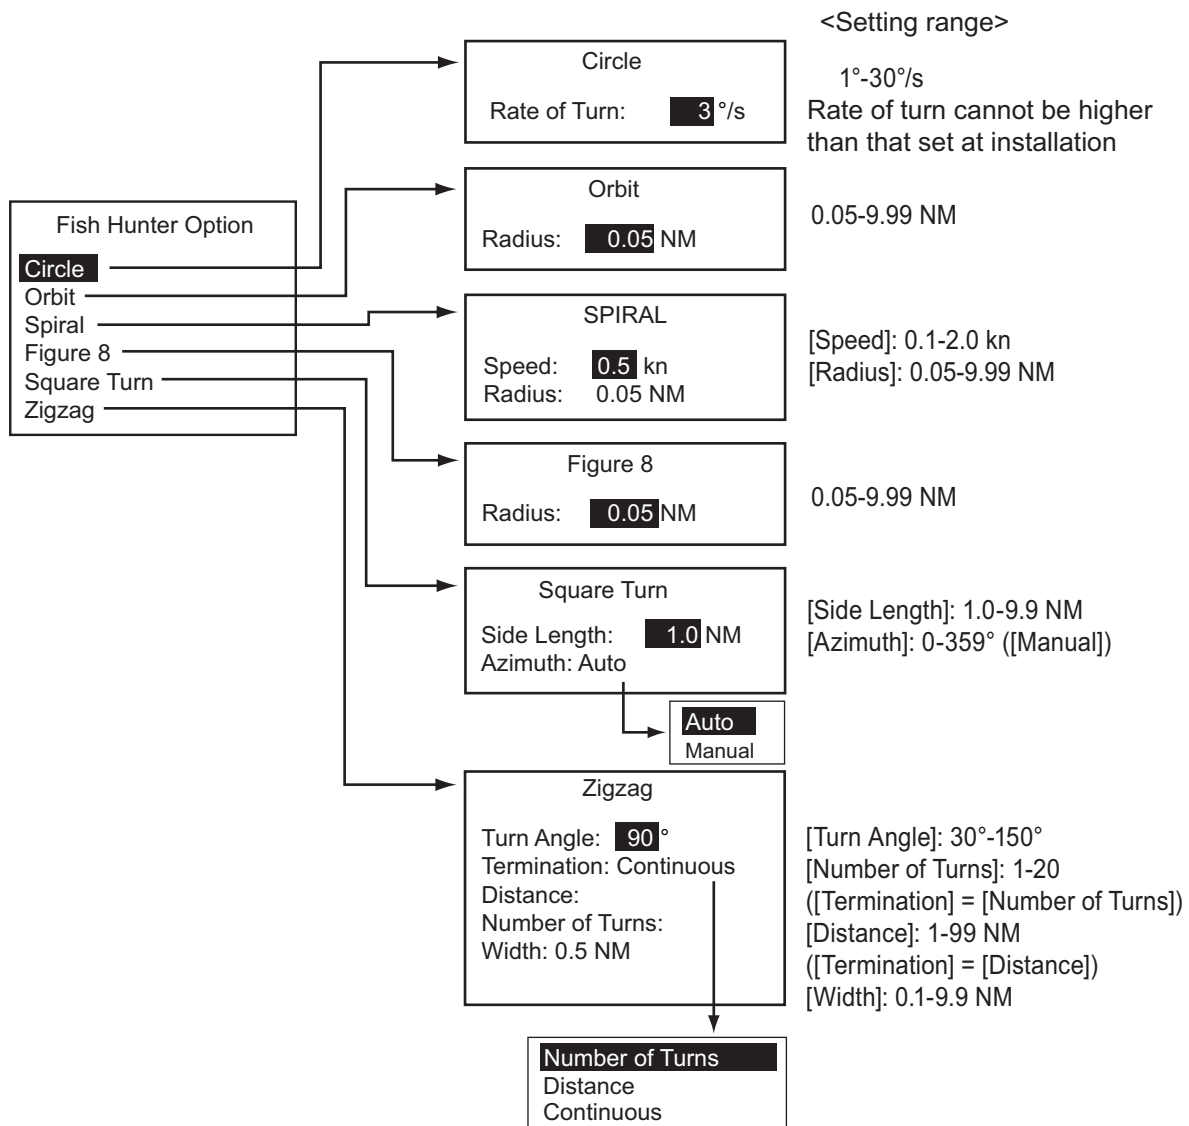 <Setting range>
Fish Hunter Option
Circle
Orbit
Spiral
Figure 8
Square Turn
Zigzag
Circle
Rate of Turn: 3 °/s
1°-30°/s
Rate of turn cannot be higher
than that set at installation
Orbit
Radius: 0.05 NM
0.05-9.99 NM
SPIRAL
Speed: 0.5 kn
Radius: 0.05 NM
[Speed]: 0.1-2.0 kn
[Radius]: 0.05-9.99 NM
Figure 8
Radius: 0.05 NM
0.05-9.99 NM
Square Turn
Side Length: 1.0 NM
Azimuth: Auto
[Side Length]: 1.0-9.9 NM
[Azimuth]: 0-359° ([Manual])
Auto
Manual
Zigzag
Turn Angle: 90 °
Termination: Continuous
Distance:
Number of Turns:
Width: 0.5 NM
[Turn Angle]: 30°-150°
[Number of Turns]: 1-20
([Termination] = [Number of Turns])
[Distance]: 1-99 NM
([Termination] = [Distance])
[Width]: 0.1-9.9 NM
Number of Turns
Distance
Continuous